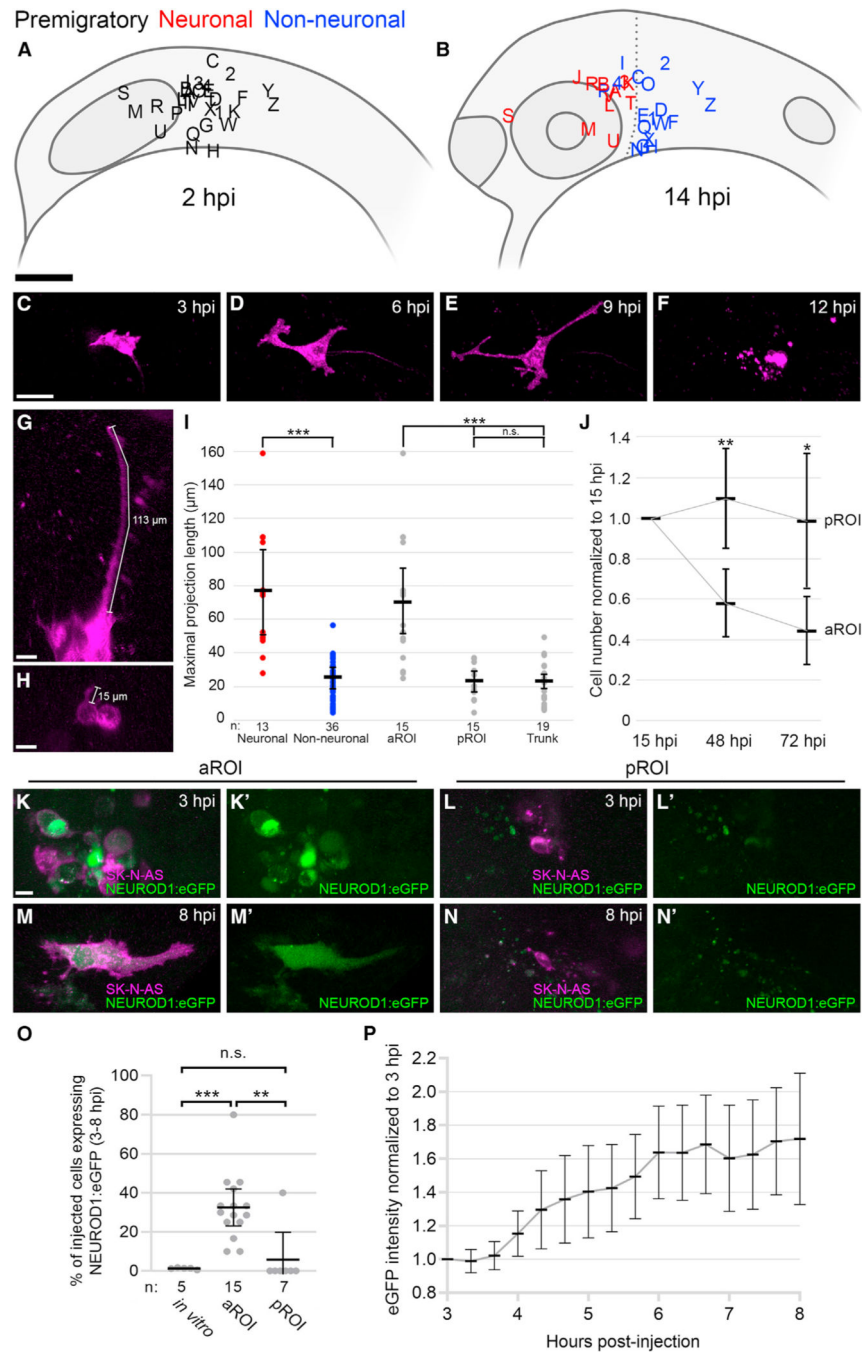 Premigratory Neuronal Non-neuronal
A
C
2
S
M
R
P
U
D
F
Y
Z
X
1
K
G
W
Q
N
H
2 hpi
B
I
2
J
R
B
4
C
K
O
Y
Z
S
A
L
T
D
M
U
W
F
X
N
H
14 hpi
C 3 hpi
D 6 hpi
E 9 hpi
F 12 hpi
G
113 µm
H
15 µm
I
***
***
n.s.
Maximal projection length (µm)
160
140
120
100
80
60
40
20
0
n: 13 36 15 15 19
Neuronal Non-neuronal aROI pROI Trunk
J
Cell number normalized to 15 hpi
1.4
1.2
1.0
0.8
0.6
0.4
0.2
0
**
*
pROI
aROI
15 hpi 48 hpi 72 hpi
aROI pROI
K 3 hpi
SK-N-AS
NEUROD1:eGFP
K'
NEUROD1:eGFP
L 3 hpi
SK-N-AS
NEUROD1:eGFP
L'
NEUROD1:eGFP
M 8 hpi
SK-N-AS
NEUROD1:eGFP
M'
NEUROD1:eGFP
N 8 hpi
SK-N-AS
NEUROD1:eGFP
N'
NEUROD1:eGFP
O
n.s.
*** **
% of injected cells expressing
NEUROD1:eGFP (3-8 hpi)
100
80
60
40
20
0
n: 5 15 7
in vitro aROI pROI
P
eGFP intensity normalized to 3 hpi
2.2
2.0
1.8
1.6
1.4
1.2
1.0
0.8
3 4 5 6 7 8
Hours post-injection